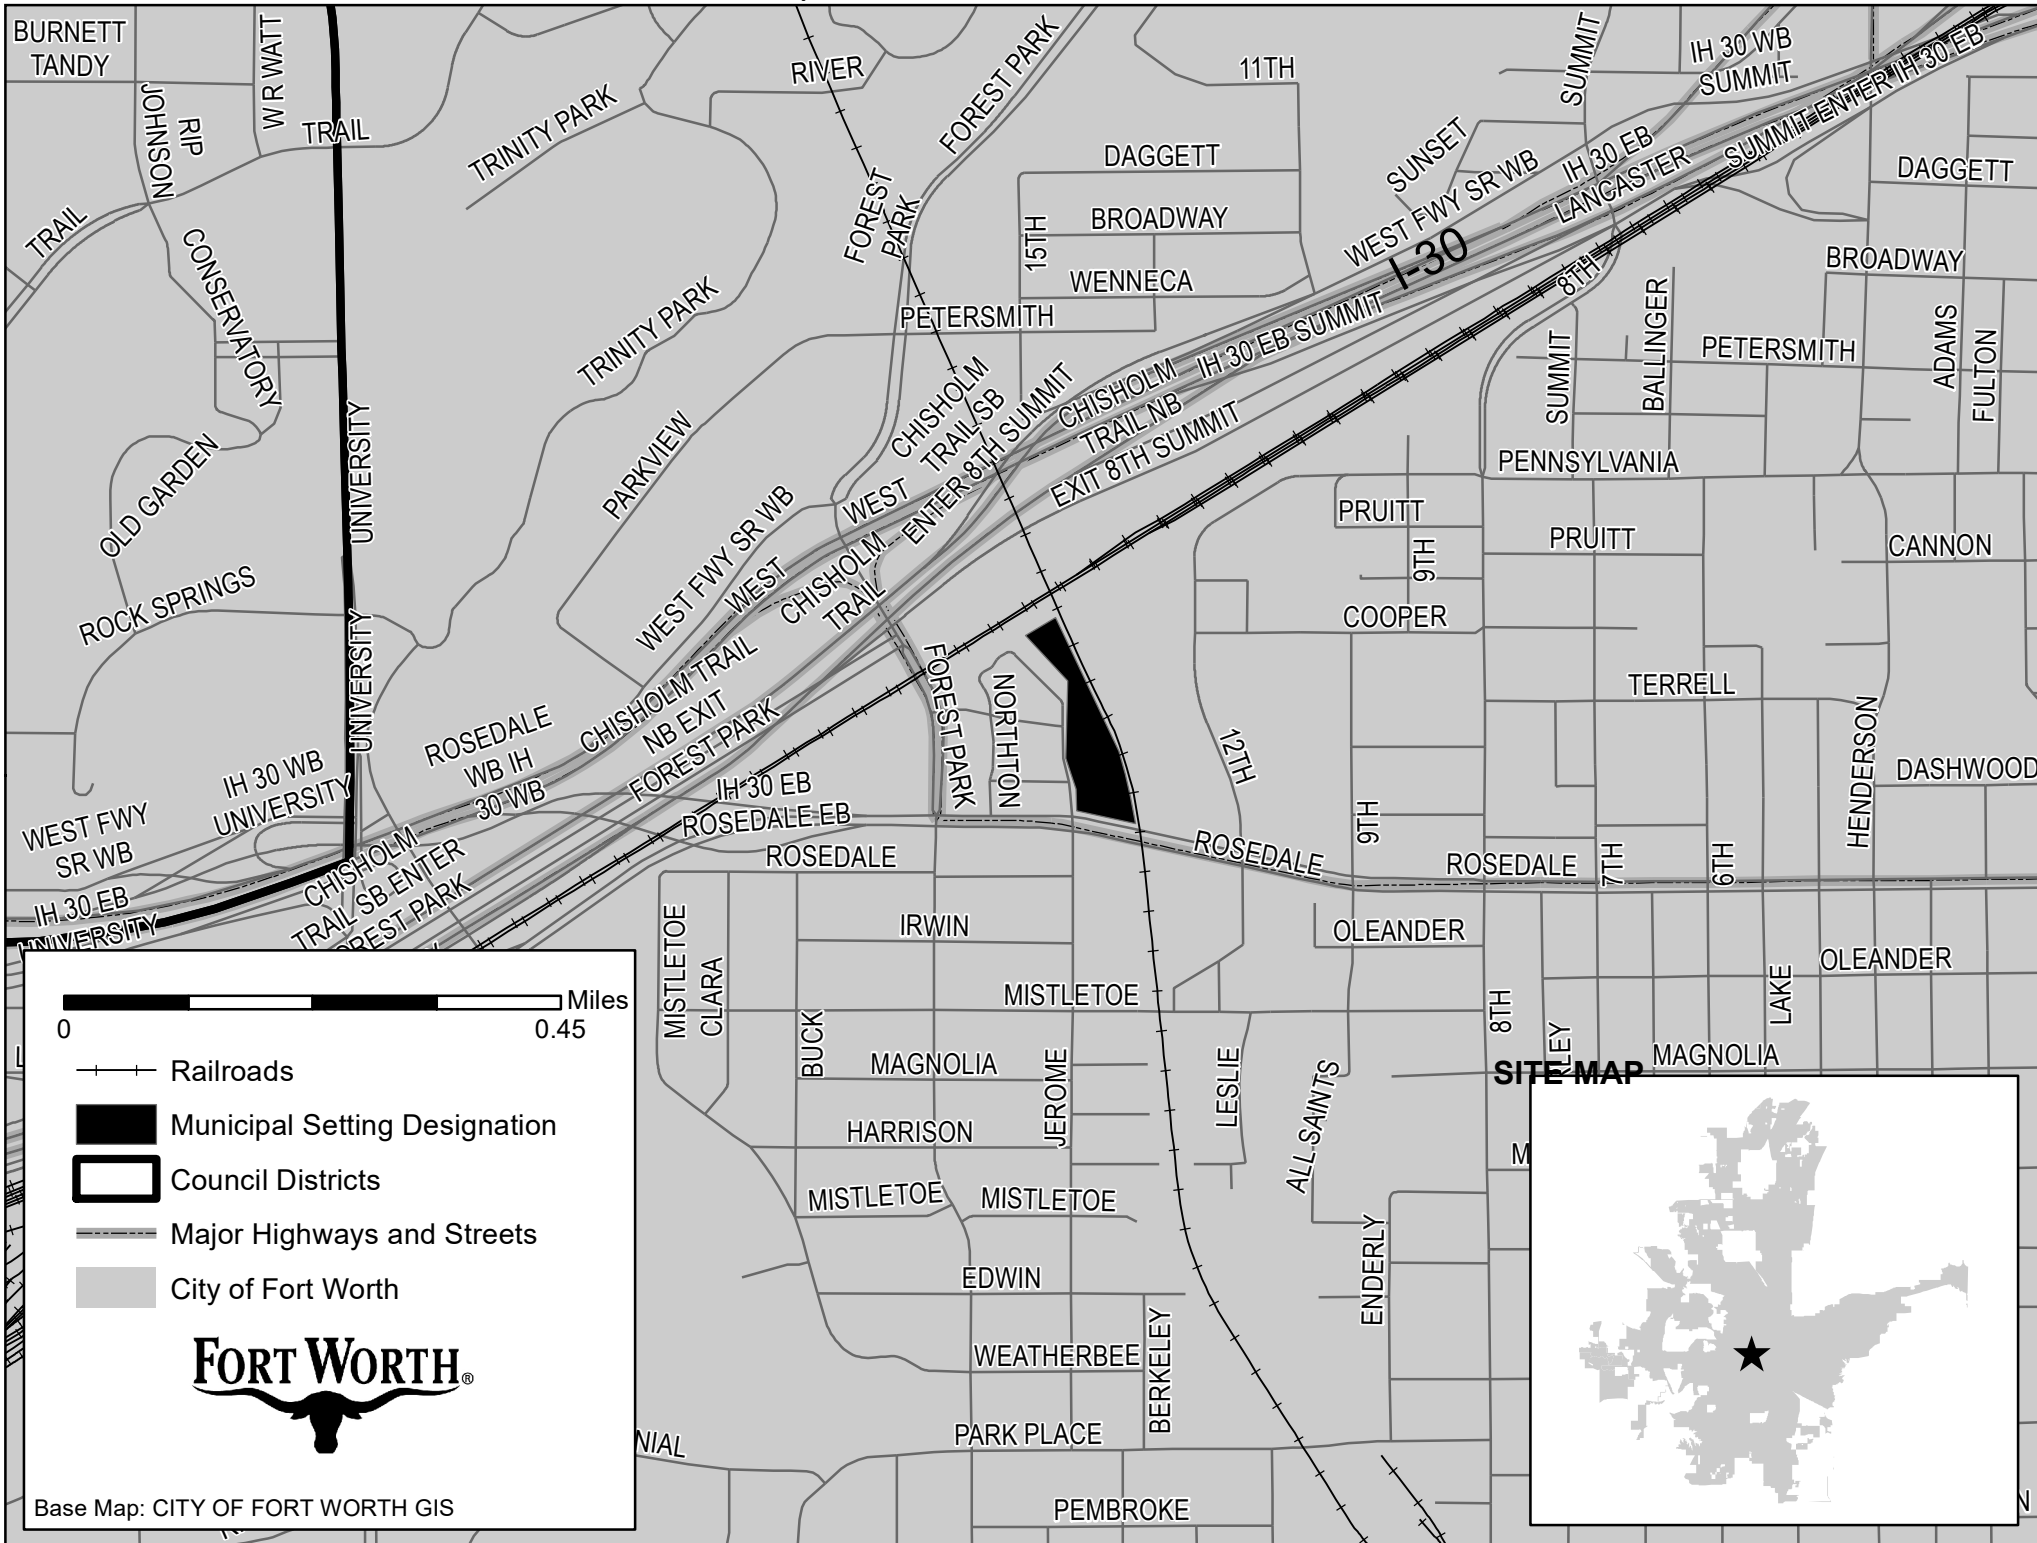 BURNETT
TANDY
W R WATT
RIP
JOHNSON
TRAIL
TRAIL
CONSERVATORY
TRINITY PARK
TRINITY PARK
RIVER
FOREST PARK
FOREST
PARK
11TH
DAGGETT
BROADWAY
15TH
WENNECA
PETERSMITH
SUMMIT
SUNSET
IH 30 WB
SUMMIT
SUMMIT ENTER IH 30 EB
IH 30 EB
LANCASTER
WEST FWY SR WB
I-30
8TH
DAGGETT
BROADWAY
BALLINGER
SUMMIT
PETERSMITH
ADAMS
FULTON
IH 30 EB SUMMIT
CHISHOLM
TRAIL NB
EXIT 8TH SUMMIT
CHISHOLM
TRAIL SB
ENTER 8TH SUMMIT
WEST
PARKVIEW
UNIVERSITY
OLD GARDEN
ROCK SPRINGS
WEST FWY SR WB
WEST
CHISHOLM
TRAIL
PENNSYLVANIA
PRUITT
PRUITT
9TH
CANNON
COOPER
TERRELL
UNIVERSITY
CHISHOLM TRAIL
NB EXIT
FOREST PARK
ROSEDALE
WB IH
30 WB
FOREST PARK
NORTHTON
12TH
HENDERSON
DASHWOOD
IH 30 WB
UNIVERSITY
IH 30 EB
ROSEDALE EB
WEST FWY
SR WB
ROSEDALE
ROSEDALE
9TH
ROSEDALE
7TH
6TH
CHISHOLM
TRAIL SB ENTER
FOREST PARK
IH 30 EB
UNIVERSITY
MISTLETOE
CLARA
IRWIN
OLEANDER
OLEANDER
MISTLETOE
8TH
LAKE
BUCK
MAGNOLIA
JEROME
LESLIE
ALL SAINTS
MAGNOLIA
HARRISON
MISTLETOE
MISTLETOE
EDWIN
ENDERLY
WEATHERBEE
BERKELEY
PARK PLACE
NIAL
PEMBROKE
0
0.45
Miles
Railroads
Municipal Setting Designation
Council Districts
Major Highways and Streets
City of Fort Worth
FORT WORTH®
Base Map: CITY OF FORT WORTH GIS
SITE MAP